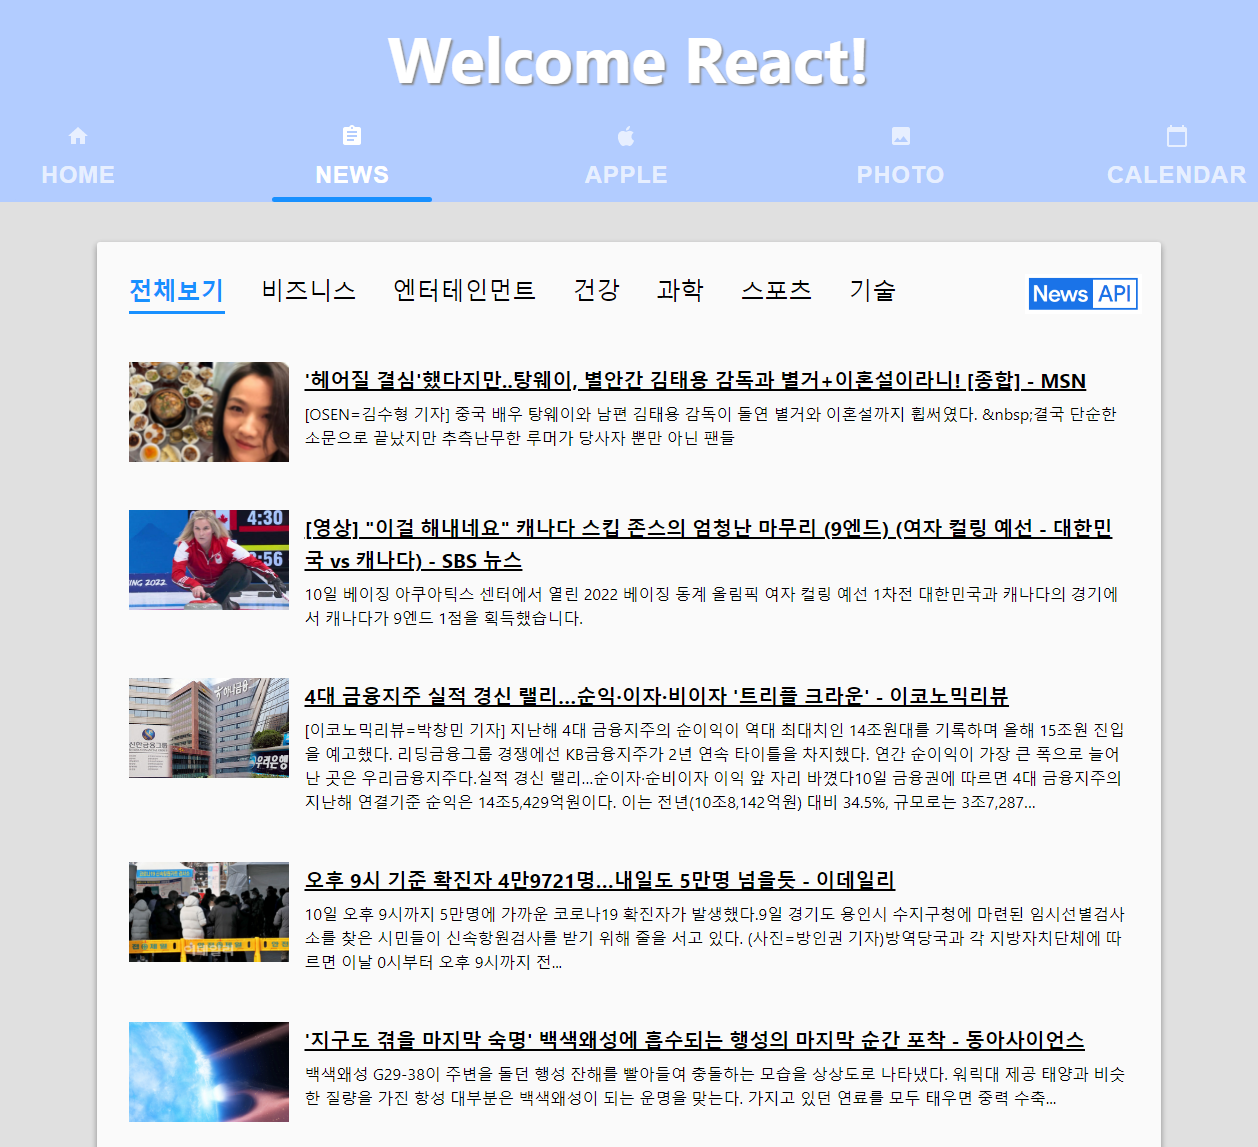 Welcome React!
HOME
NEWS
APPLE
PHOTO
CALENDAR
전체보기 비즈니스 엔터테인먼트 건강 과학 스포츠 기술
News API
'헤어질 결심'했다지만..탕웨이, 별안간 김태용 감독과 별거+이혼설이라니! [종합] - MSN
[OSEN=김수형 기자] 중국 배우 탕웨이와 남편 김태용 감독이 돌연 별거와 이혼설까지 휩써였다. &nbsp;결국 단순한
소문으로 끝났지만 추측난무한 루머가 당사자 뿐만 아닌 팬들
4:30
3:56
NG 2022
[영상] "이걸 해내네요" 캐나다 스킵 존스의 엄청난 마무리 (9엔드) (여자 컬링 예선 - 대한민
국 vs 캐나다) - SBS 뉴스
10일 베이징 아쿠아틱스 센터에서 열린 2022 베이징 동계 올림픽 여자 컬링 예선 1차전 대한민국과 캐나다의 경기에
서 캐나다가 9엔드 1점을 획득했습니다.
하나금융
신한금융그룹
우리은행
4대 금융지주 실적 경신 랠리…순익·이자·비이자 '트리플 크라운' - 이코노믹리뷰
[이코노믹리뷰=박창민 기자] 지난해 4대 금융지주의 순이익이 역대 최대치인 14조원대를 기록하며 올해 15조원 진입
을 예고했다. 리딩금융그룹 경쟁에선 KB금융지주가 2년 연속 타이틀을 차지했다. 연간 순이익이 가장 큰 폭으로 늘어
난 곳은 우리금융지주다.실적 경신 랠리…순이자·순비이자 이익 앞 자리 바꼈다10일 금융권에 따르면 4대 금융지주의
지난해 연결기준 순익은 14조5,429억원이다. 이는 전년(10조8,142억원) 대비 34.5%, 규모로는 3조7,287…
이데일리
오후 9시 기준 확진자 4만9721명…내일도 5만명 넘을듯 - 이데일리
10일 오후 9시까지 5만명에 가까운 코로나19 확진자가 발생했다.9일 경기도 용인시 수지구청에 마련된 임시선별검사
소를 찾은 시민들이 신속항원검사를 받기 위해 줄을 서고 있다. (사진=방인권 기자)방역당국과 각 지방자치단체에 따
르면 이날 0시부터 오후 9시까지 전...
'지구도 겪을 마지막 숙명' 백색왜성에 흡수되는 행성의 마지막 순간 포착 - 동아사이언스
백색왜성 G29-38이 주변을 돌던 행성 잔해를 빨아들여 충돌하는 모습을 상상도로 나타냈다. 워릭대 제공 태양과 비슷
한 질량을 가진 항성 대부분은 백색왜성이 되는 운명을 맞는다. 가지고 있던 연료를 모두 태우면 중력 수축...